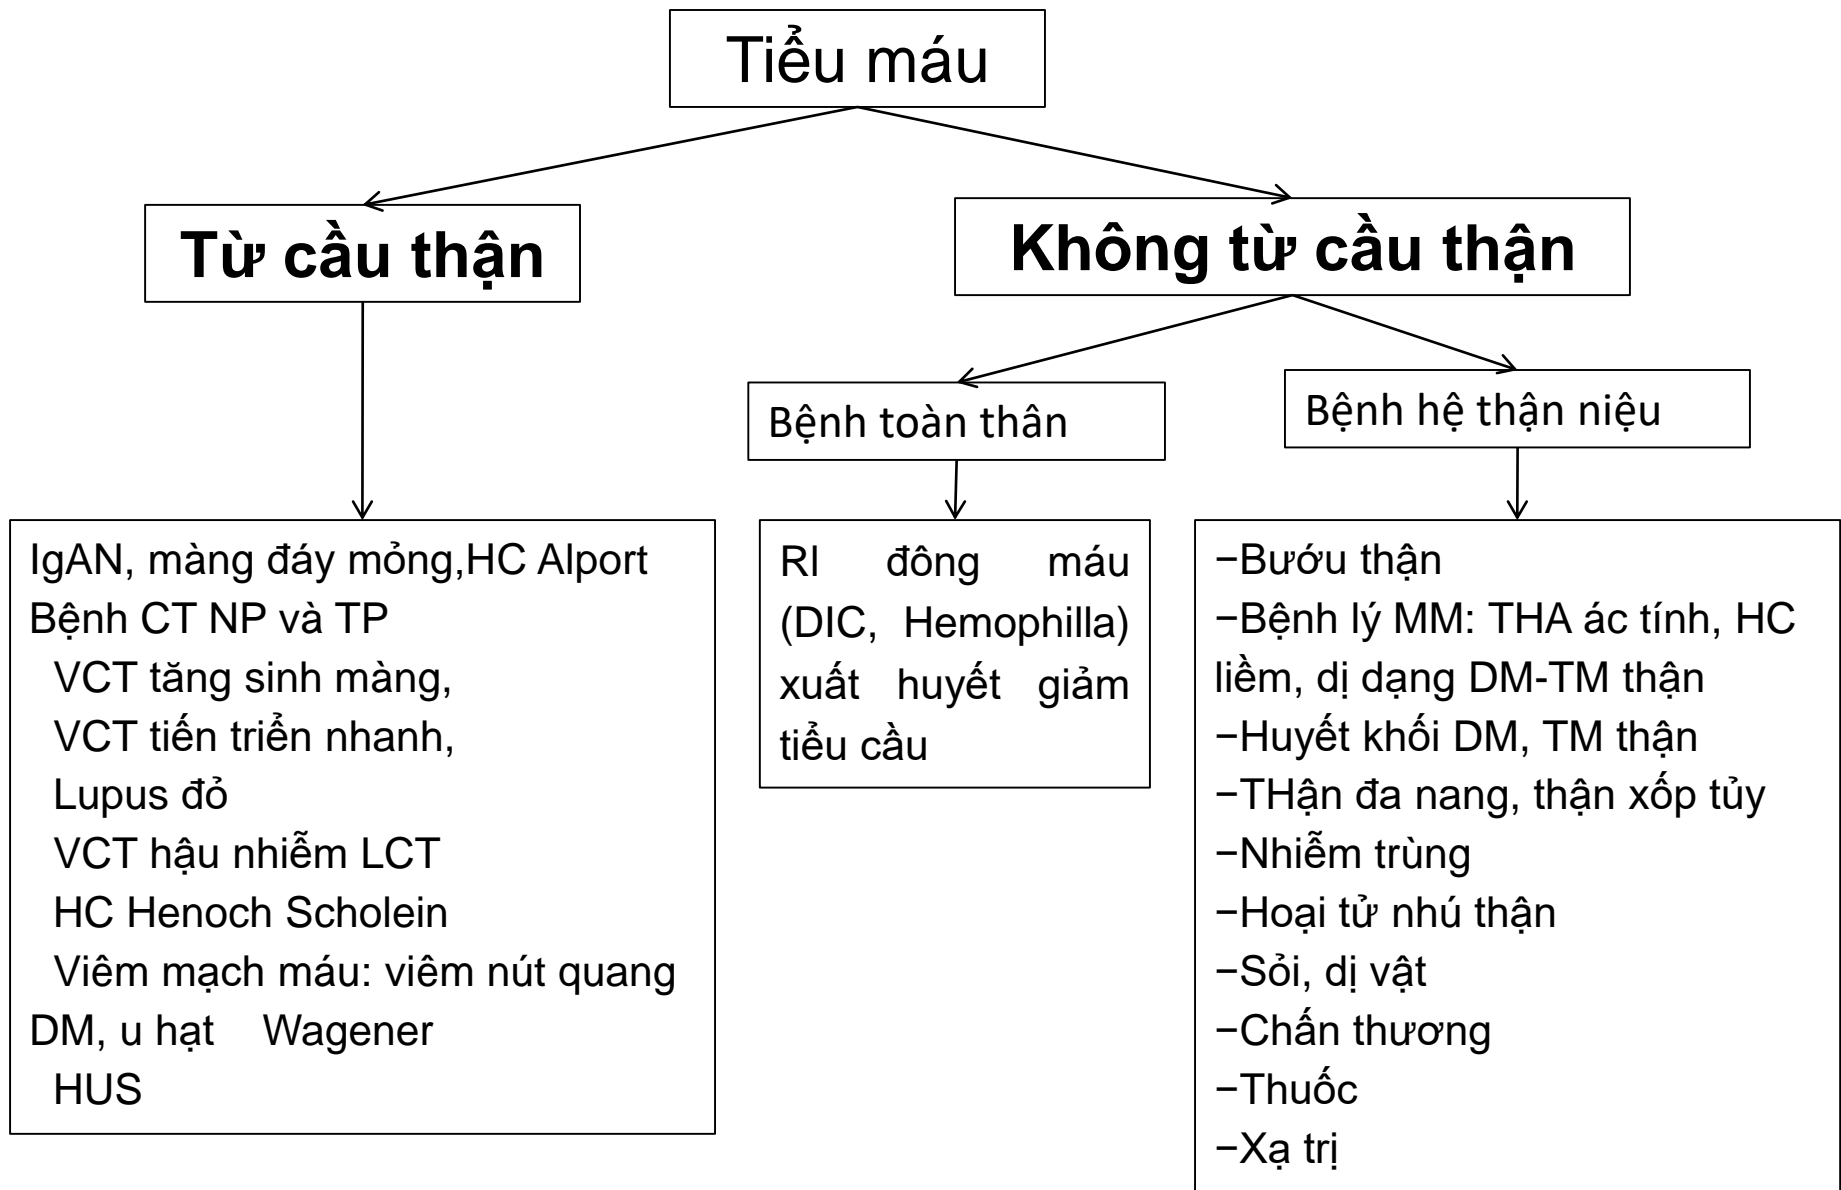 Tiểu máu
Từ cầu thận
Không từ cầu thận
Bệnh toàn thân
Bệnh hệ thận niệu
IgAN, màng đáy mỏng,HC Alport
Bệnh CT NP và TP
VCT tăng sinh màng,
VCT tiến triển nhanh,
Lupus đỏ
VCT hậu nhiễm LCT
HC Henoch Scholein
Viêm mạch máu: viêm nút quang
DM, u hạt Wagener
HUS
RI đông máu
(DIC, Hemophilla)
xuất huyết giảm
tiểu cầu
−Bướu thận
−Bệnh lý MM: THA ác tính, HC
liềm, dị dạng DM-TM thận
−Huyết khối DM, TM thận
−THận đa nang, thận xốp tủy
−Nhiễm trùng
−Hoại tử nhú thận
−Sỏi, dị vật
−Chấn thương
−Thuốc
−Xạ trị